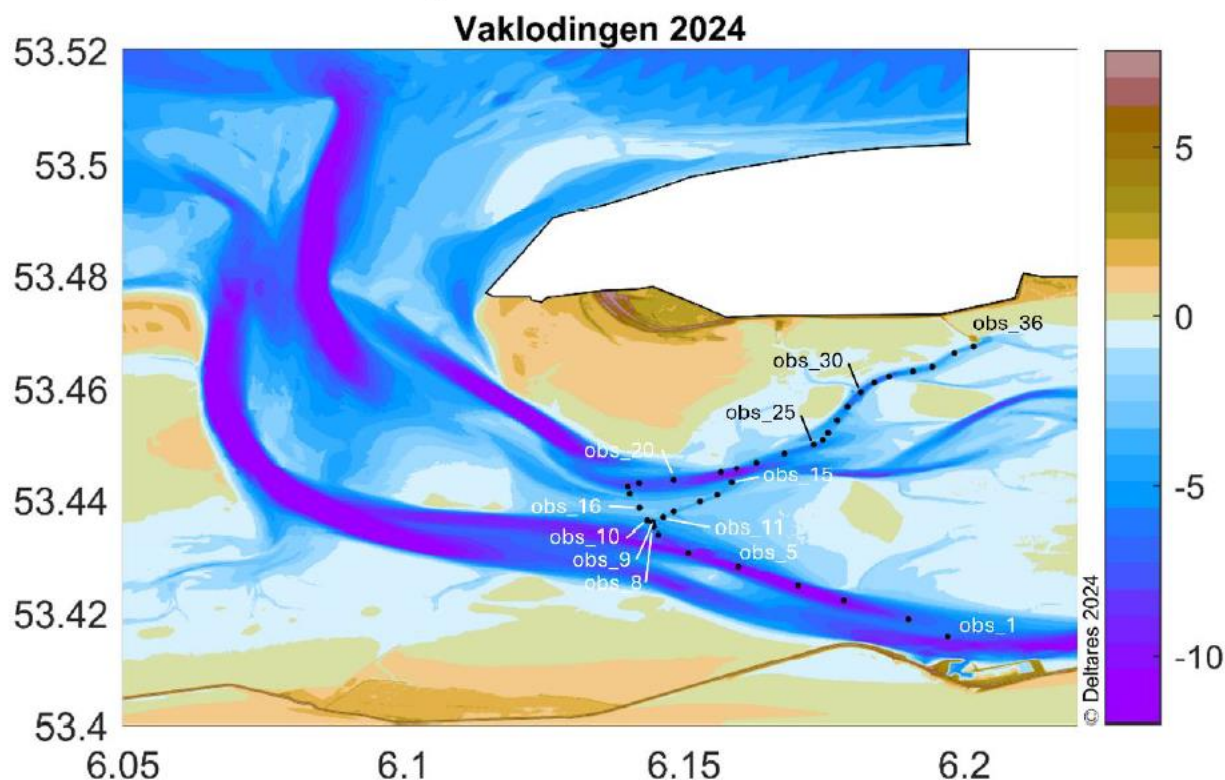 Vaklodingen 2024
53.52
53.5
53.48
53.46
53.44
53.42
53.4
6.05
6.1
6.15
6.2
obs_36
obs_30
obs_25
obs_20
obs_15
obs_16
obs_11
obs_10
obs_5
obs_9
obs_8
obs_1
5
0
-5
-10
© Deltares 2024